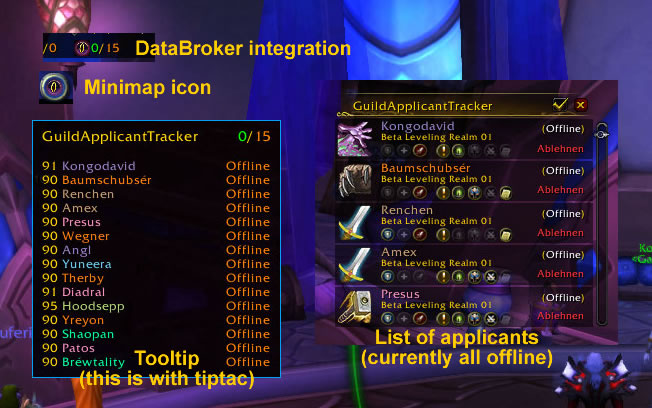 /0 0/15 DataBroker integration
Minimap icon
GuildApplicantTracker 0/15
91 Kongodavid Offline
90 Baumschubsér Offline
90 Renchen Offline
90 Amex Offline
90 Presus Offline
90 Wegner Offline
90 Angl Offline
90 Yuneera Offline
90 Therby Offline
91 Diadral Offline
95 Hoodsepp Offline
90 Yreyon Offline
90 Shaopan Offline
90 Patos Offline
90 Bréwtality Offline
Tooltip
(this is with tiptac)
GuildApplicantTracker
Kongodavid (Offline)
Beta Leveling Realm 01 Ablehnen
Baumschubsér (Offline)
Beta Leveling Realm 01 Ablehnen
Renchen (Offline)
Beta Leveling Realm 01 Ablehnen
Amex (Offline)
Beta Leveling Realm 01 Ablehnen
Presus (Offline)
Beta Leveling Realm 01 Ablehnen
List of applicants
(currently all offline)